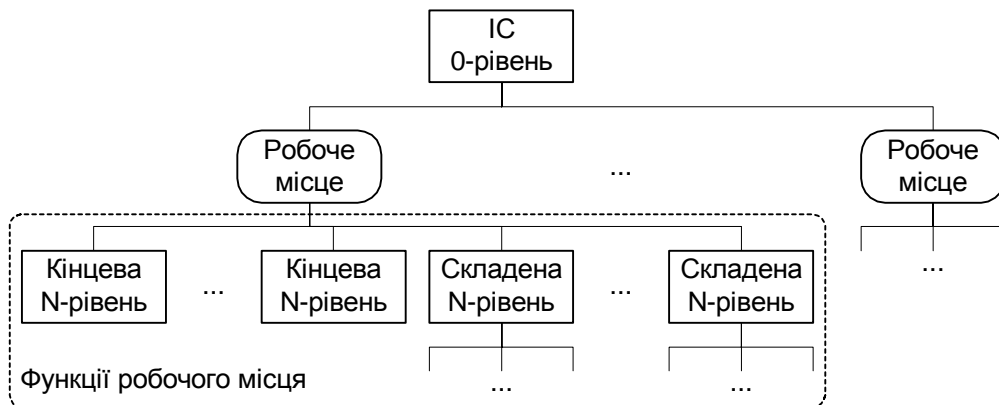 ІС
0-рівень
Робоче
місце
...
Робоче
місце
Кінцева
N-рівень
...
Кінцева
N-рівень
Складена
N-рівень
...
Складена
N-рівень
...
Функції робочого місця
...
...